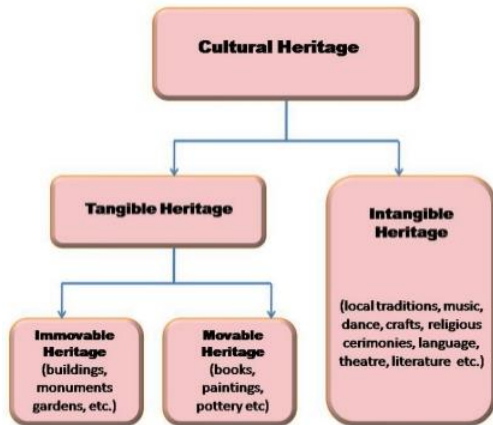 Cultural Heritage
Tangible Heritage
Intangible
Heritage
(local traditions, music,
dance, crafts, religious
cerimonies, language,
theatre, literature  etc.)
Immovable
Heritage
(buildings,
monuments
gardens, etc.)
Movable
Heritage
(books,
paintings,
pottery etc)